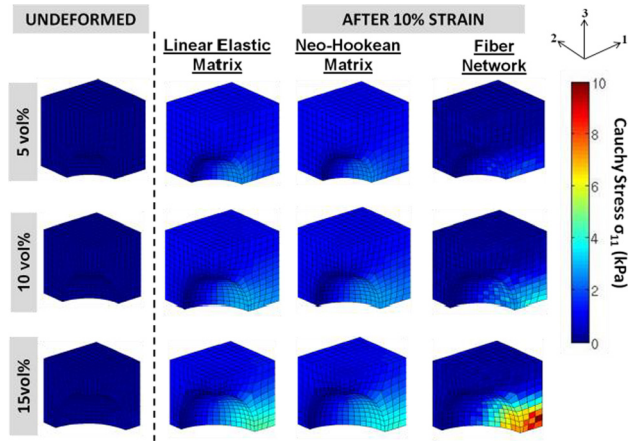 UNDEFORMED
AFTER 10% STRAIN
3
2
1
Linear Elastic
Matrix
Neo-Hookean
Matrix
Fiber
Network
5 vol%
10 vol%
15vol%
10
8
6
4
2
0
Cauchy Stress σ11 (kPa)